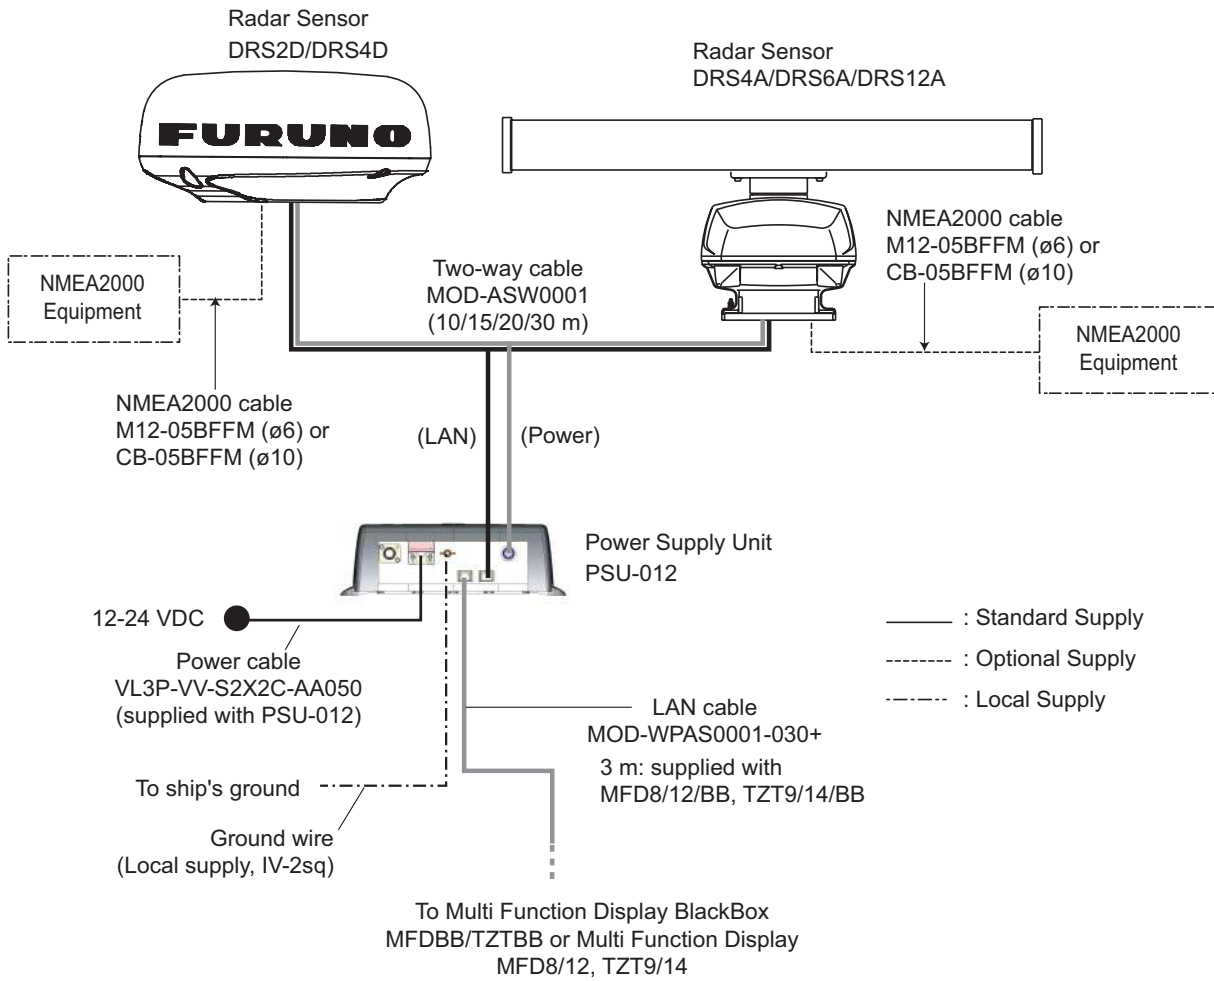 Radar Sensor
DRS2D/DRS4D
Radar Sensor
DRS4A/DRS6A/DRS12A
FURUNO
NMEA2000 cable
M12-05BFFM (ø6) or
CB-05BFFM (ø10)
NMEA2000
Equipment
Two-way cable
MOD-ASW0001
(10/15/20/30 m)
NMEA2000
Equipment
NMEA2000 cable
M12-05BFFM (ø6) or
CB-05BFFM (ø10)
(LAN)
(Power)
Power Supply Unit
PSU-012
12-24 VDC
Power cable
VL3P-VV-S2X2C-AA050
(supplied with PSU-012)
: Standard Supply
: Optional Supply
: Local Supply
LAN cable
MOD-WPAS0001-030+
3 m: supplied with
MFD8/12/BB, TZT9/14/BB
To ship's ground
Ground wire
(Local supply, IV-2sq)
To Multi Function Display BlackBox
MFDBB/TZTBB or Multi Function Display
MFD8/12, TZT9/14